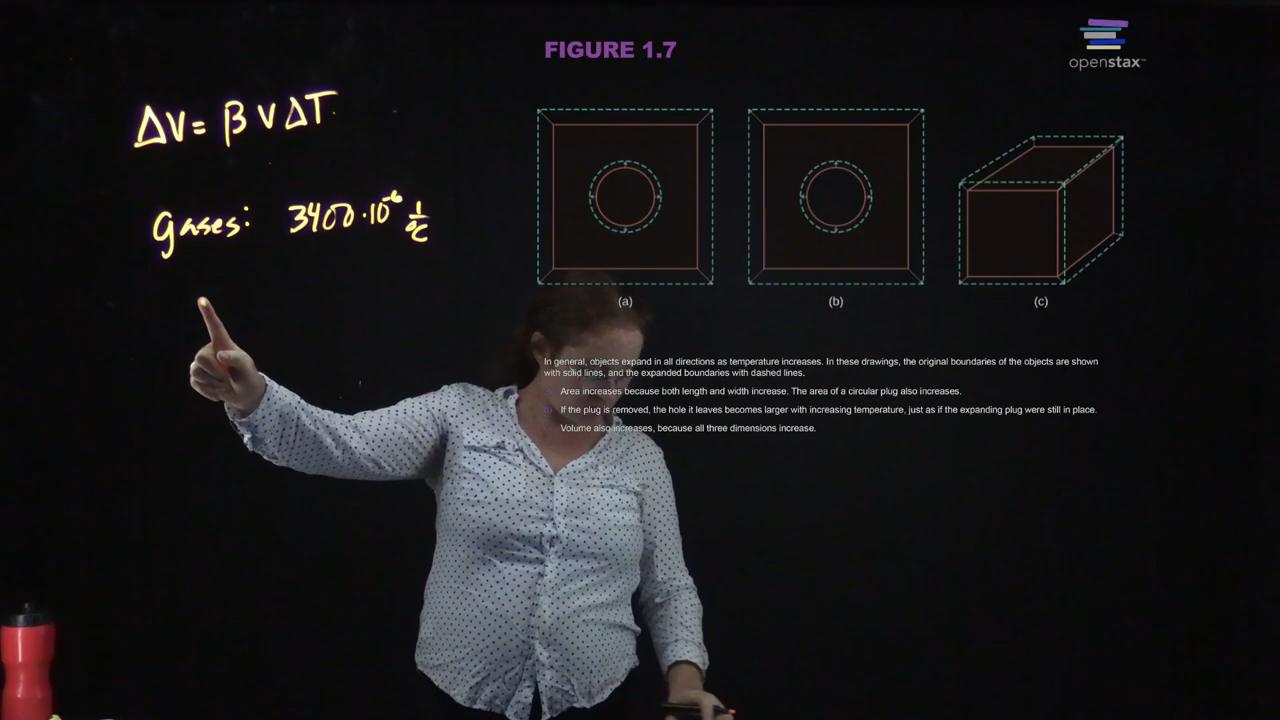 FIGURE 1.7
openstax™
ΔV = β V ΔT
gases: 3400·10⁻⁶ 1/°C
(a) (b) (c)
In general, objects expand in all directions as temperature increases. In these drawings, the original boundaries of the objects are shown
with solid lines, and the expanded boundaries with dashed lines.
Area increases because both length and width increase. The area of a circular plug also increases.
If the plug is removed, the hole it leaves becomes larger with increasing temperature, just as if the expanding plug were still in place.
Volume also increases, because all three dimensions increase.